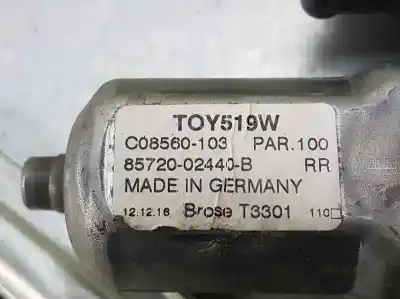 TOY519W
C08560-103 PAR.100
85720-02440-B RR
MADE IN GERMANY
12.12.16 Brose T3301 110